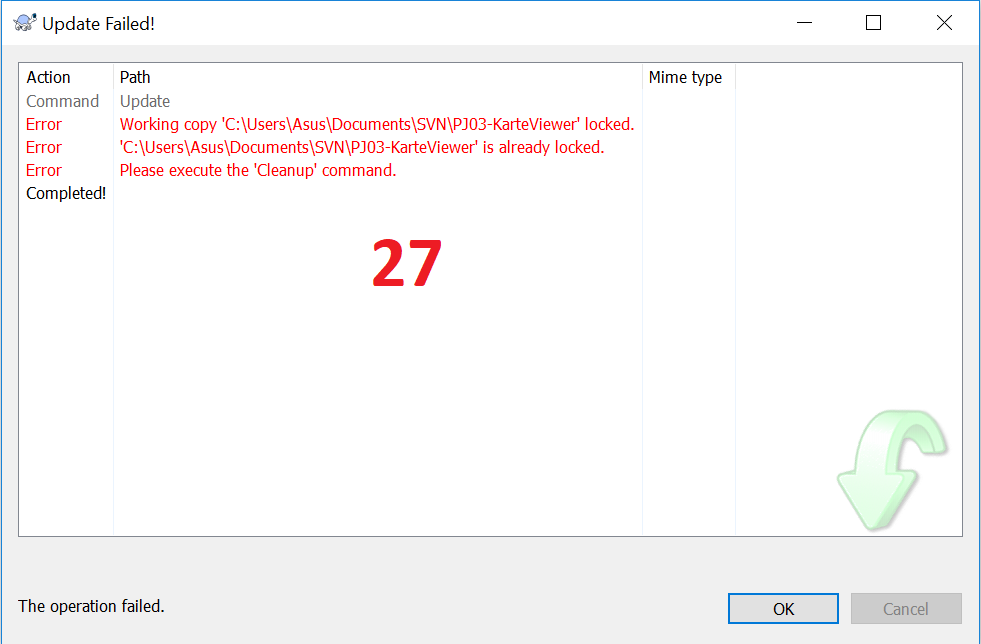 Update Failed!
Action Path Mime type
Command Update
Error Working copy 'C:\Users\Asus\Documents\SVN\PJ03-KarteViewer' locked.
Error 'C:\Users\Asus\Documents\SVN\PJ03-KarteViewer' is already locked.
Error Please execute the 'Cleanup' command.
Completed!
27
The operation failed.
OK Cancel